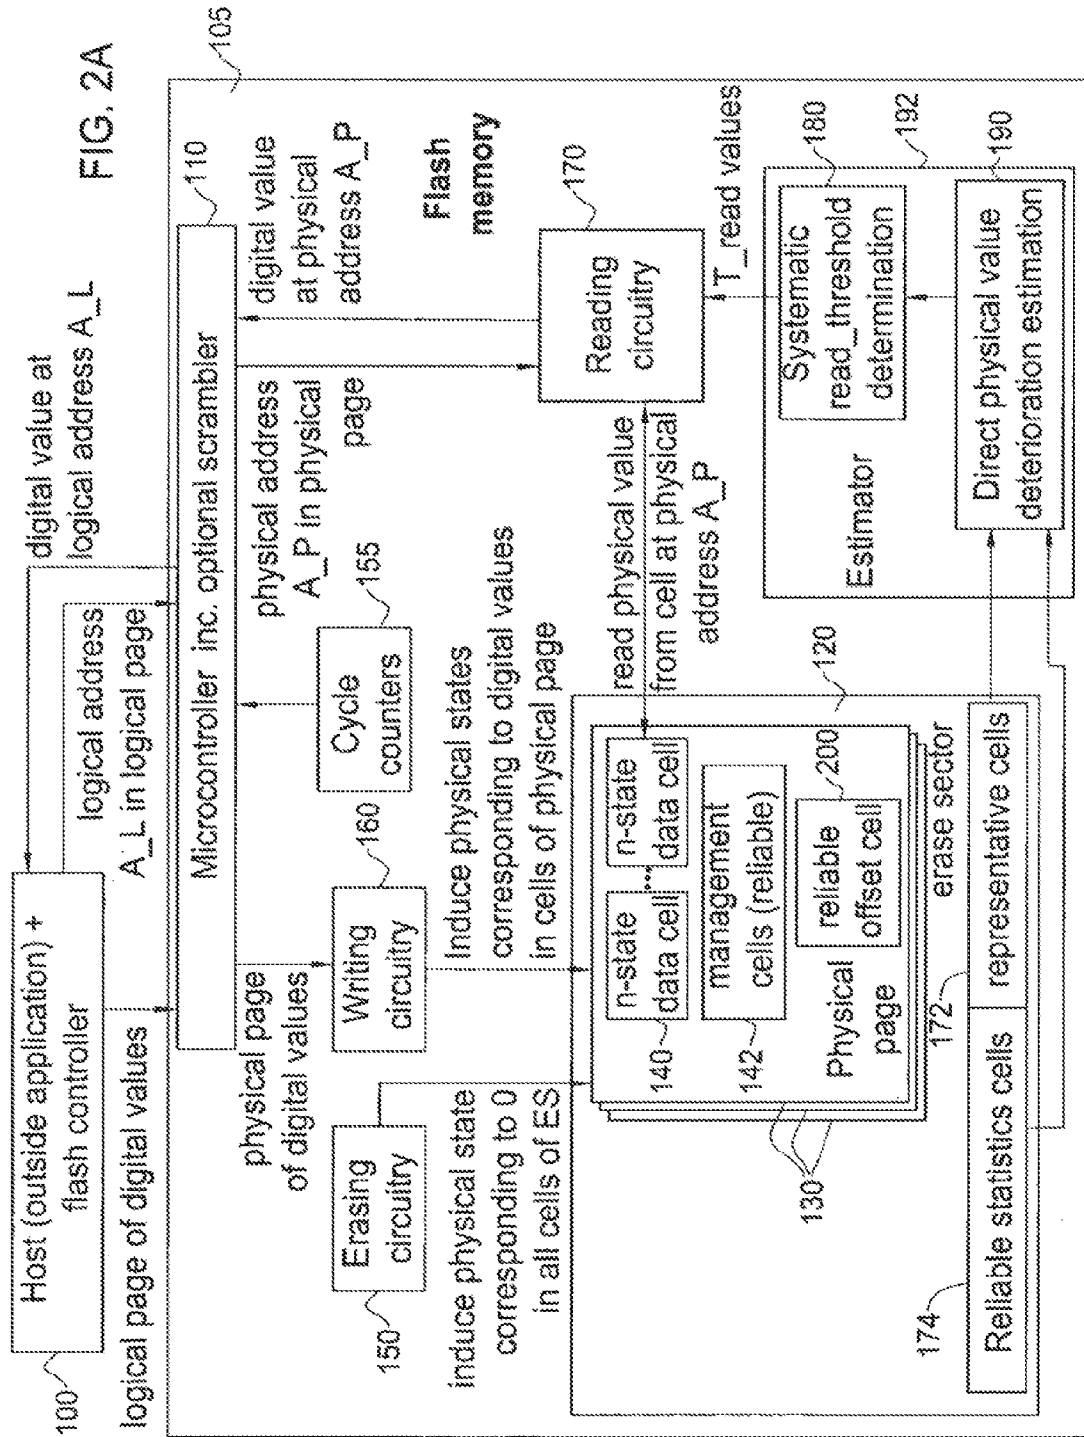 FIG. 2A
Host (outside application) +
flash controller
100
digital value at
logical address A_L
logical address
A_L in logical page
logical page of digital values
105
110
Microcontroller inc. optional scrambler
physical page
of digital values
physical address
A_P in physical
page
digital value
at physical
address A_P
Flash
memory
Erasing
circuitry
150
Writing
circuitry
160
Cycle
counters
155
Reading
circuitry
170
induce physical state
corresponding to 0
in all cells of ES
Induce physical states
corresponding to digital values
in cells of physical page
read physical value
from cell at physical
address A_P
T_read values
120
n-state
data cell
n-state
data cell
140
management
cells (reliable)
142
reliable
offset cell
200
Physical
page
130
erase sector
172
174
Reliable statistics cells
representative cells
Estimator
Systematic
read_threshold
determination
180
192
Direct physical value
deterioration estimation
190